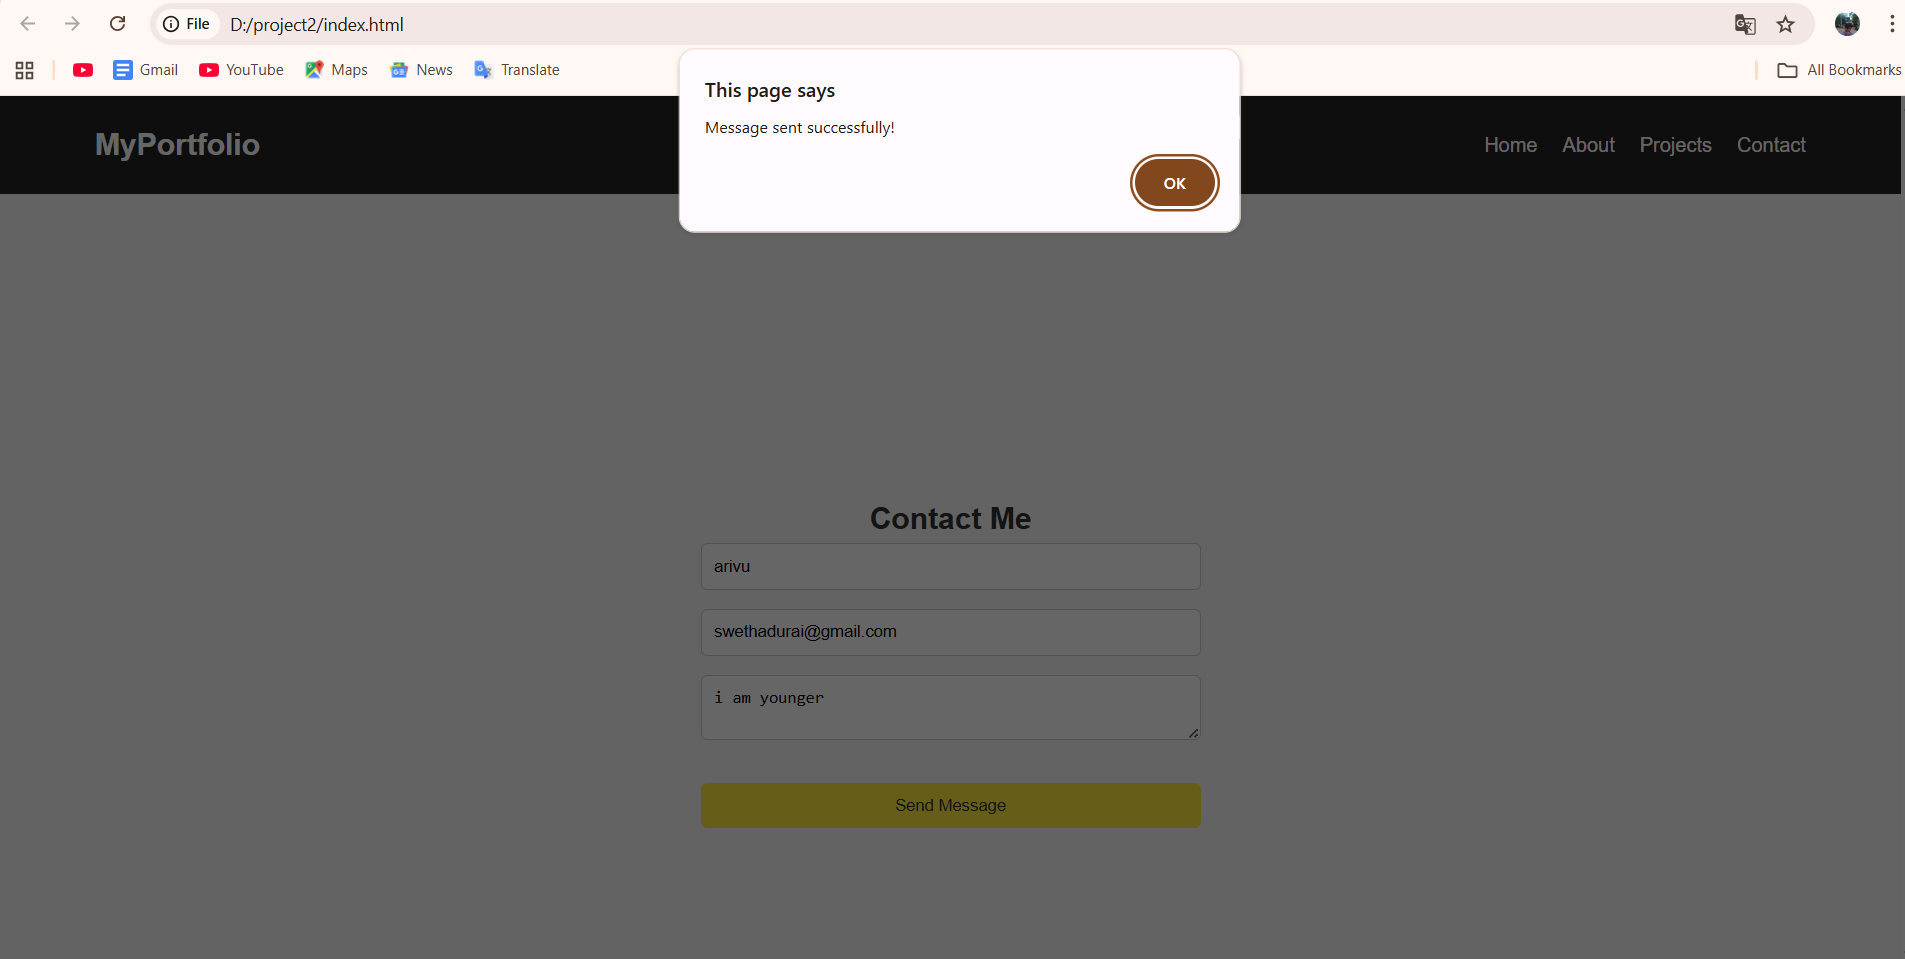 File D:/project2/index.html
Gmail YouTube Maps News Translate All Bookmarks
This page says
Message sent successfully!
OK
MyPortfolio Home About Projects Contact
Contact Me
arivu
swethadurai@gmail.com
i am younger
Send Message